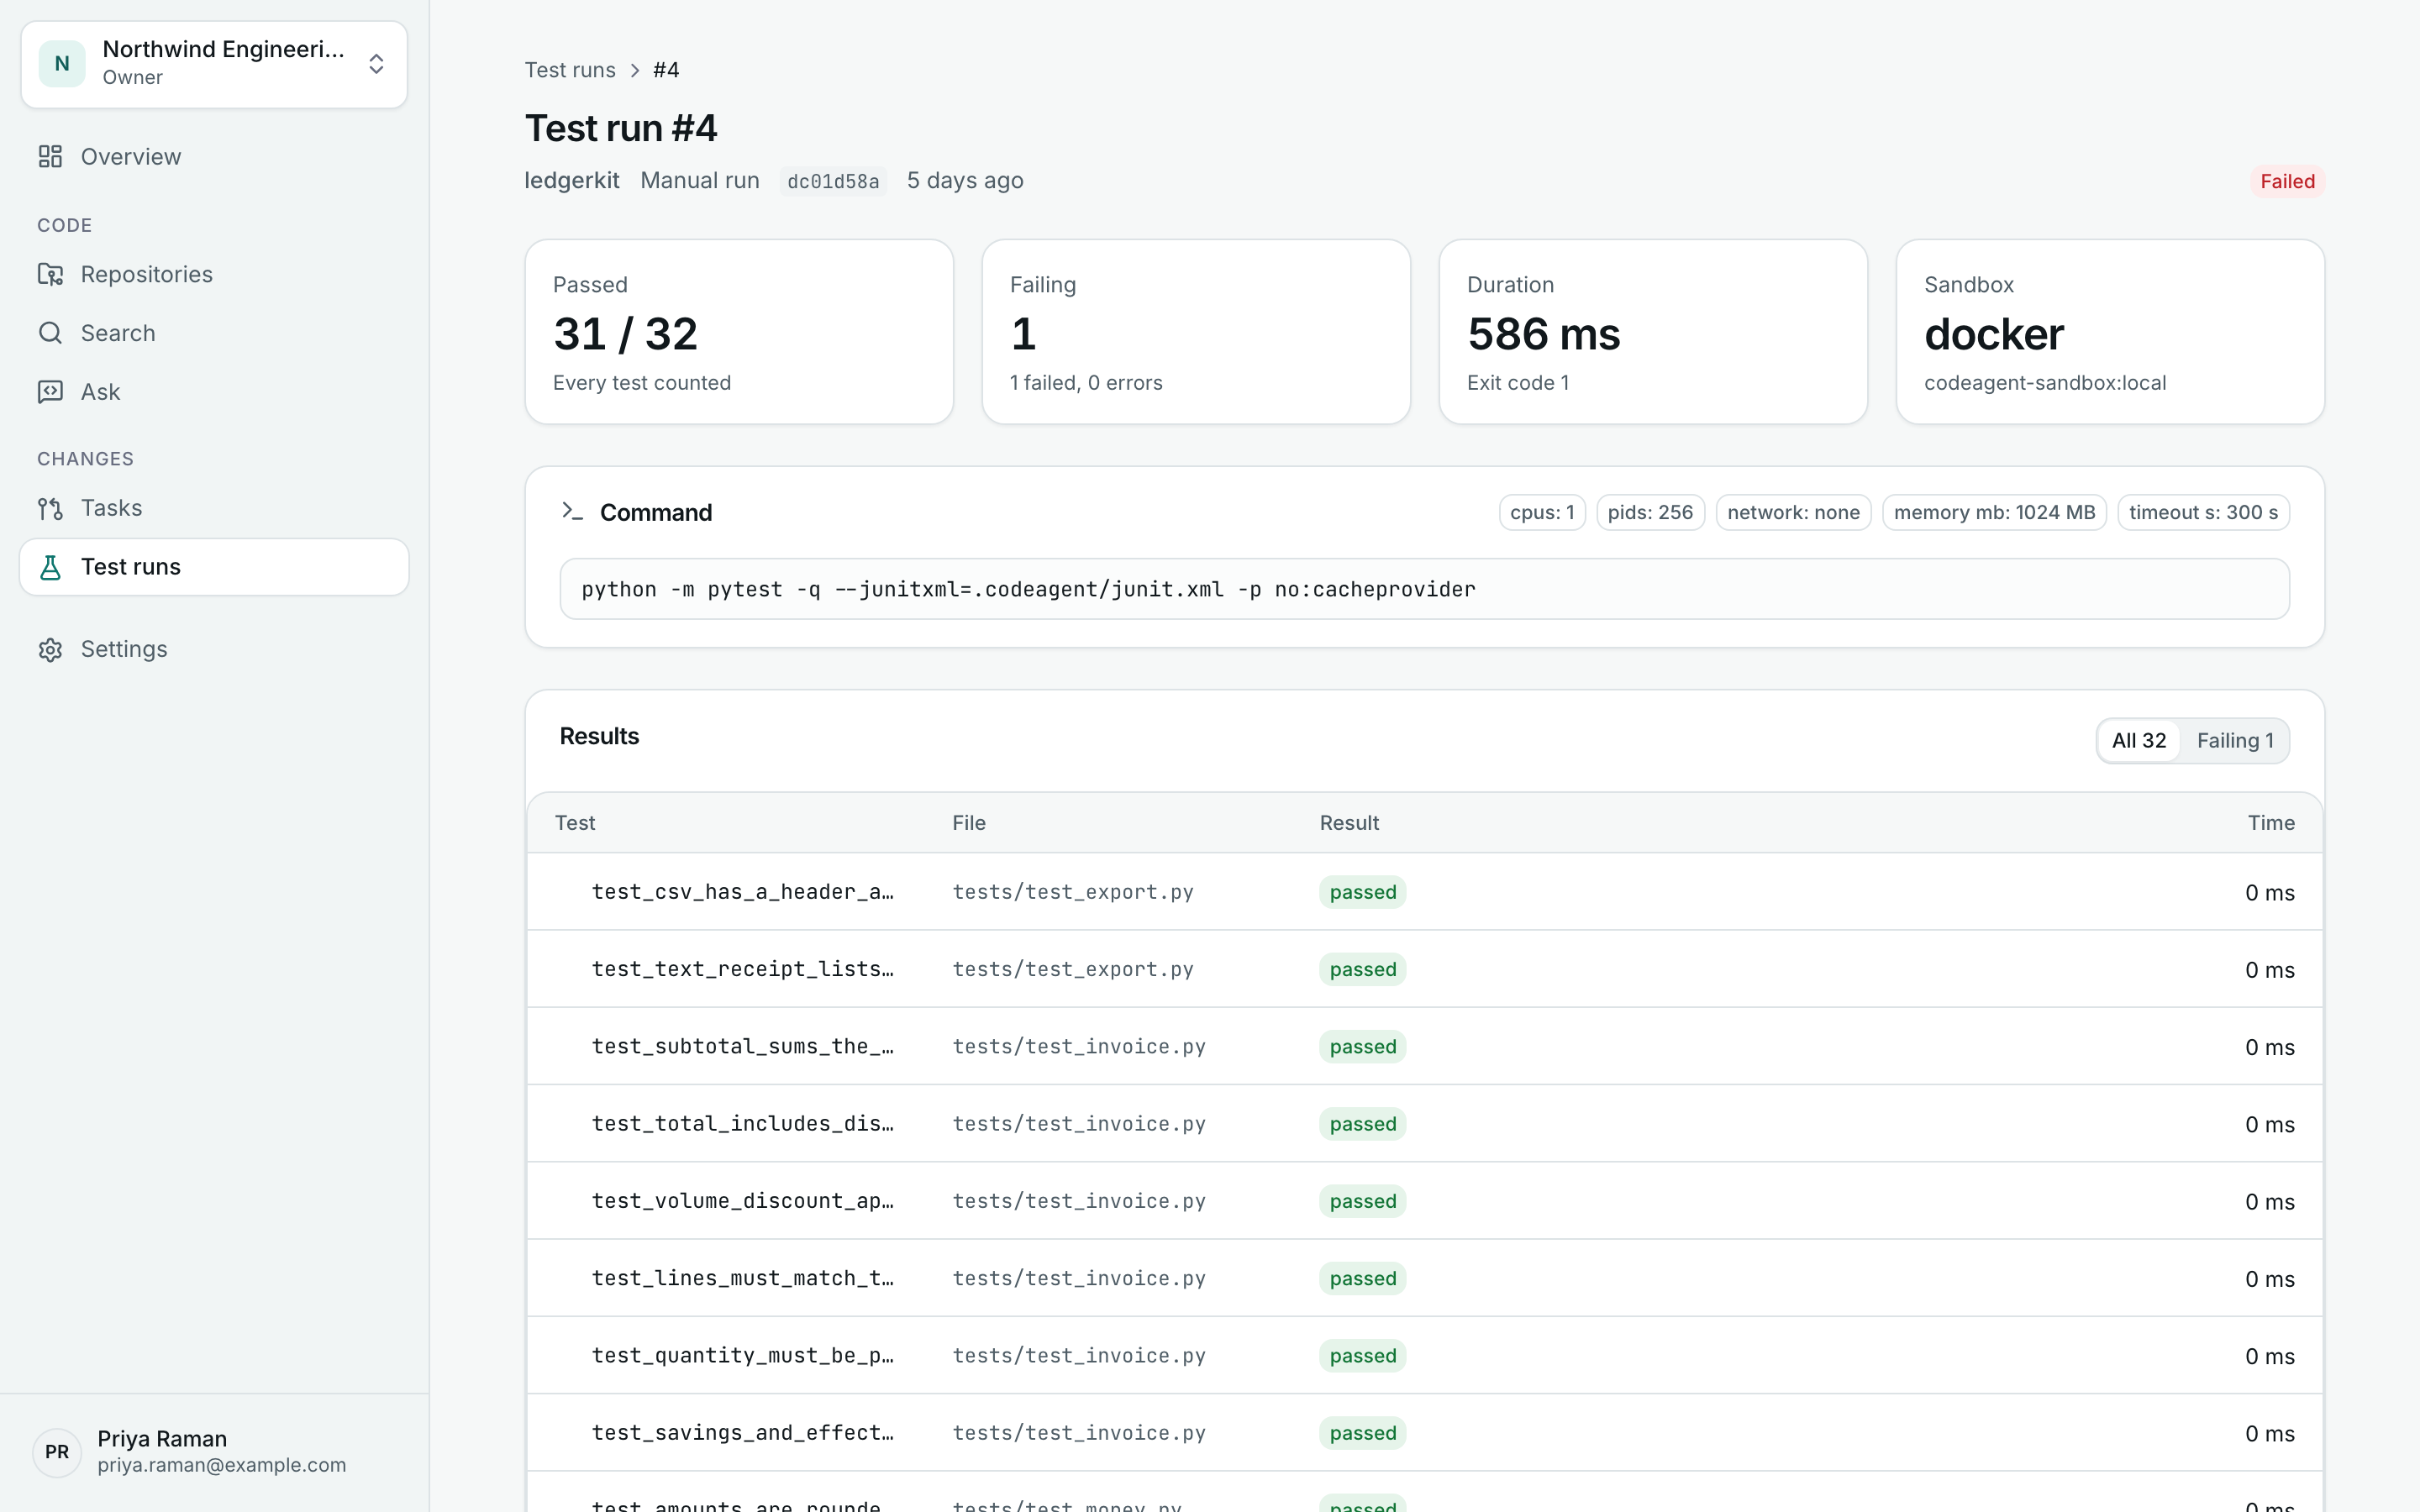 N
Northwind Engineeri...
Owner
Overview
CODE
Repositories
Search
Ask
CHANGES
Tasks
Test runs
Settings
PR
Priya Raman
priya.raman@example.com
Test runs > #4
Test run #4
ledgerkit Manual run dc01d58a 5 days ago
Failed
Passed
31 / 32
Every test counted
Failing
1
1 failed, 0 errors
Duration
586 ms
Exit code 1
Sandbox
docker
codeagent-sandbox:local
Command
cpus: 1 pids: 256 network: none memory mb: 1024 MB timeout s: 300 s
python -m pytest -q --junitxml=.codeagent/junit.xml -p no:cacheprovider
Results
All 32 Failing 1
Test File Result Time
test_csv_has_a_header_a… tests/test_export.py passed 0 ms
test_text_receipt_lists… tests/test_export.py passed 0 ms
test_subtotal_sums_the_… tests/test_invoice.py passed 0 ms
test_total_includes_dis… tests/test_invoice.py passed 0 ms
test_volume_discount_ap… tests/test_invoice.py passed 0 ms
test_lines_must_match_t… tests/test_invoice.py passed 0 ms
test_quantity_must_be_p… tests/test_invoice.py passed 0 ms
test_savings_and_effect… tests/test_invoice.py passed 0 ms
test_amounts_are_rounde… tests/test_money.py passed 0 ms